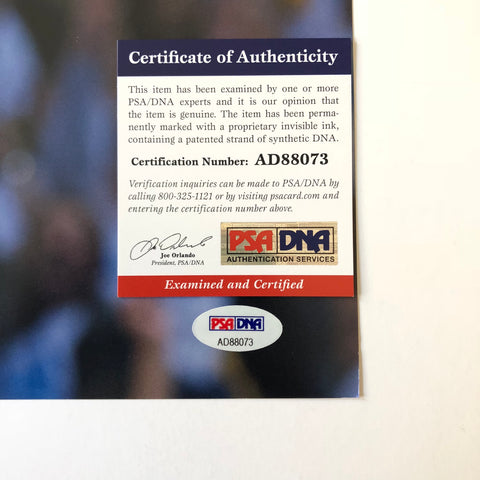 Certificate of Authenticity
This item has been examined by one or more
PSA/DNA experts and it is our opinion that
the item is genuine. The item has been perma-
nently marked with a proprietary invisible ink,
containing a patented strand of synthetic DNA.
Certification Number: AD88073
Verification inquiries can be made to PSA/DNA by
calling 800-325-1121 or by visiting psacard.com and
entering the certification number above.
Joe Orlando
President, PSA/DNA
PSA DNA
AUTHENTICATION SERVICES
Examined and Certified
PSA DNA
AD88073